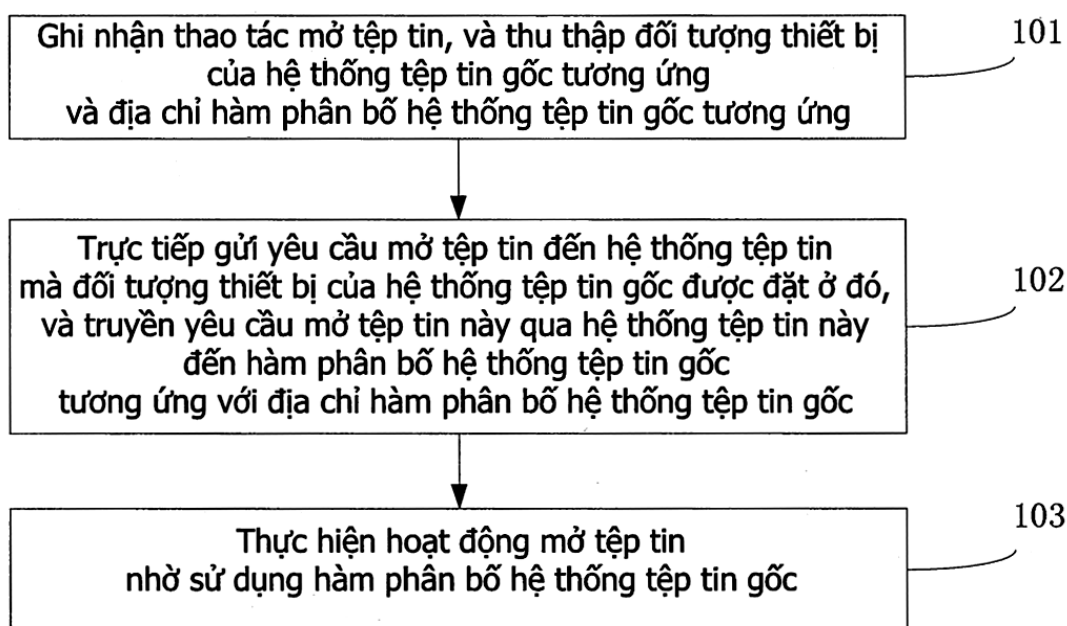 Ghi nhận thao tác mở tệp tin, và thu thập đối tượng thiết bị
của hệ thống tệp tin gốc tương ứng
và địa chỉ hàm phân bố hệ thống tệp tin gốc tương ứng
101
Trực tiếp gửi yêu cầu mở tệp tin đến hệ thống tệp tin
mà đối tượng thiết bị của hệ thống tệp tin gốc được đặt ở đó,
và truyền yêu cầu mở tệp tin này qua hệ thống tệp tin này
đến hàm phân bố hệ thống tệp tin gốc
tương ứng với địa chỉ hàm phân bố hệ thống tệp tin gốc
102
Thực hiện hoạt động mở tệp tin
nhờ sử dụng hàm phân bố hệ thống tệp tin gốc
103